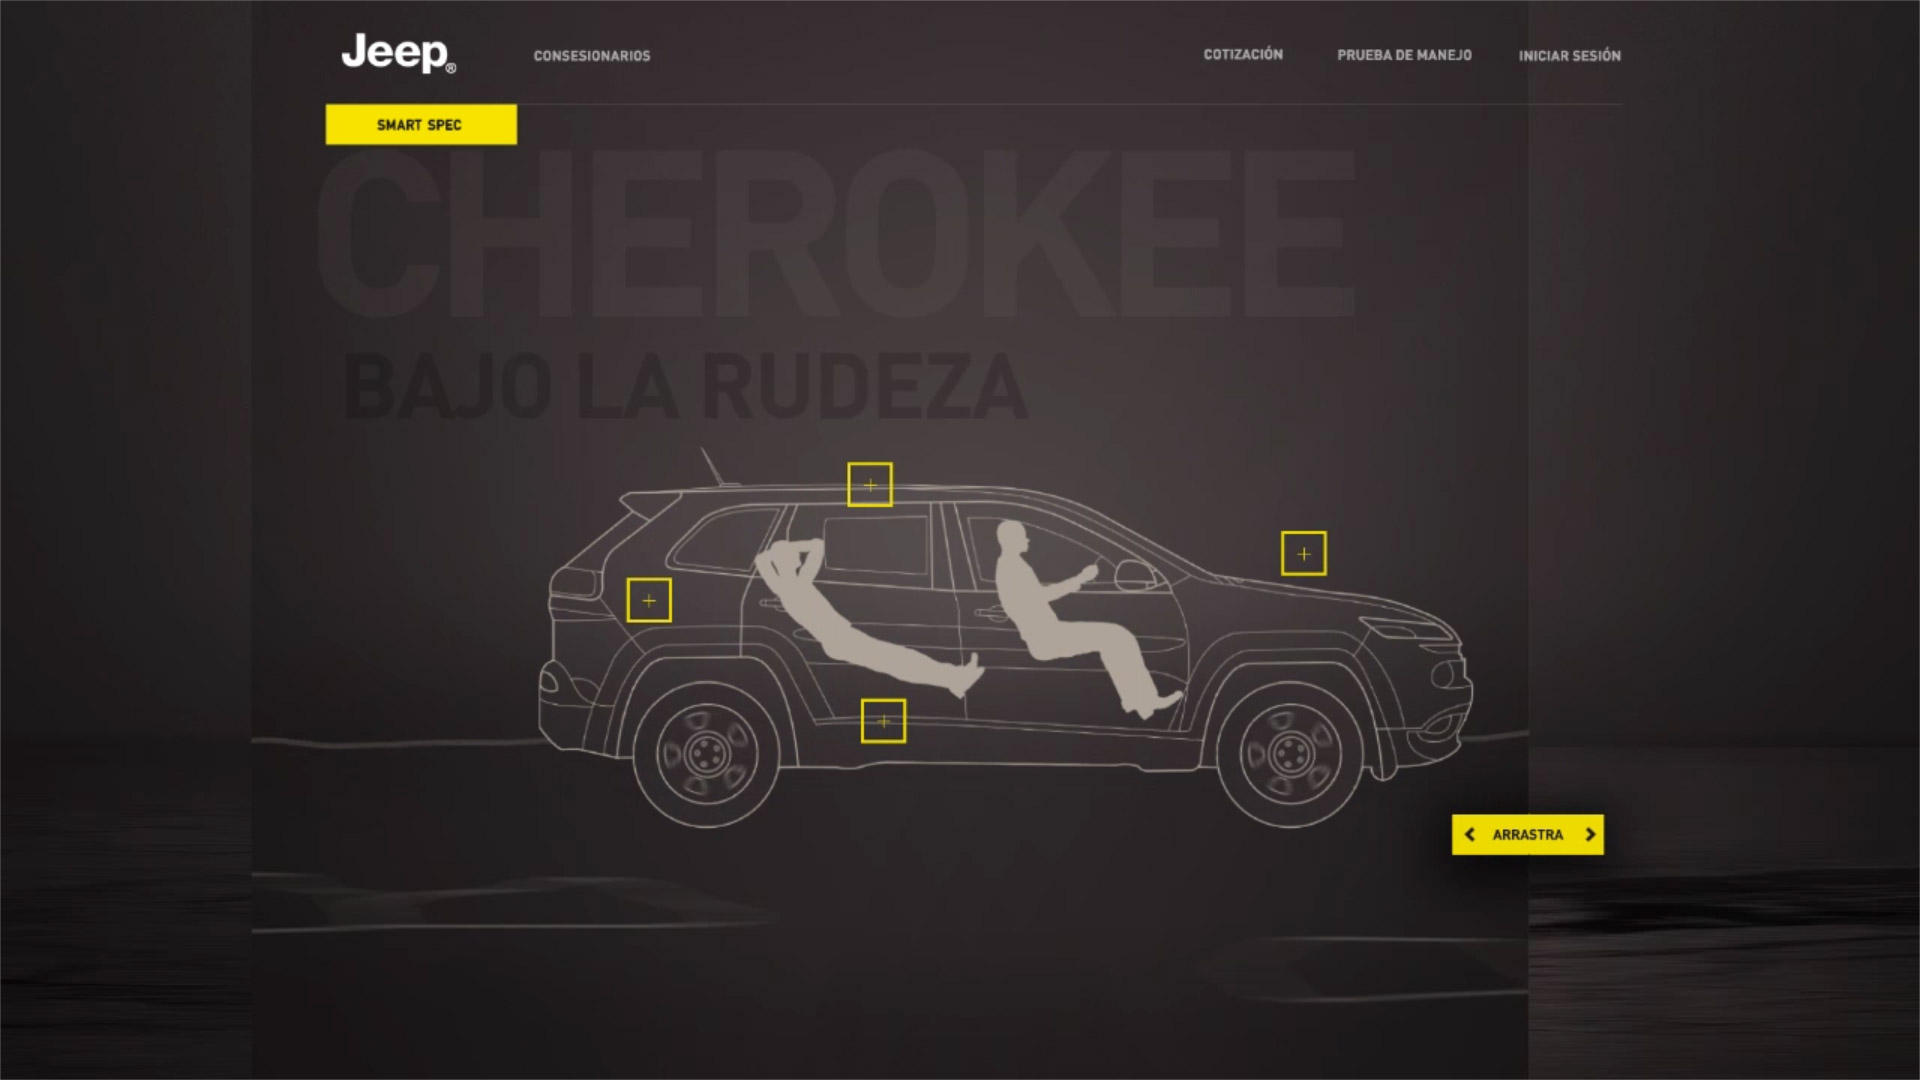 Jeep®
CONSESIONARIOS
COTIZACIÓN
PRUEBA DE MANEJO
INICIAR SESIÓN
SMART SPEC
CHEROKEE
BAJO LA RUDEZA
ARRASTRA